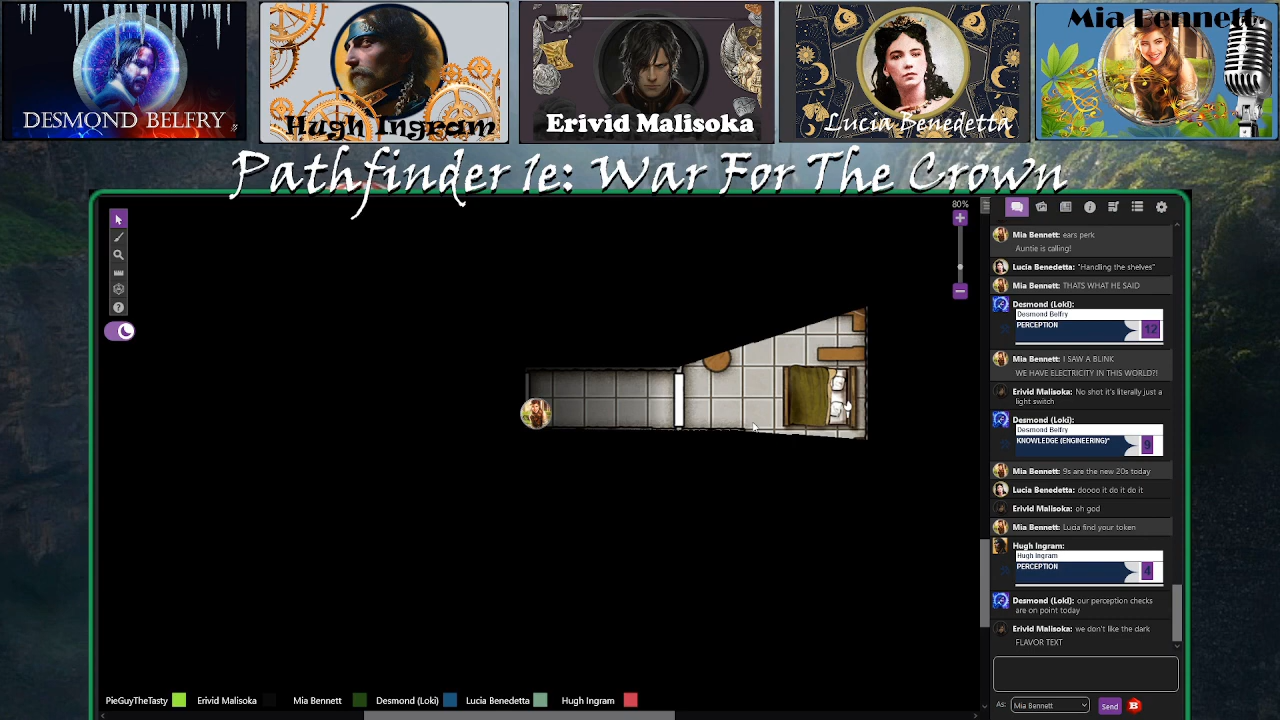 DESMOND BELFRY
Hugh Ingram
Erivid Malisoka
Lucia Benedetta
Mia Bennett
Pathfinder 1e: War For The Crown
80%
Mia Bennett: ears perk
Auntie is calling!
Lucia Benedetta: "Handling the shelves"
Mia Bennett: THATS WHAT HE SAID
Desmond (Loki):
Desmond Belfry
PERCEPTION
12
Mia Bennett: I SAW A BLINK
WE HAVE ELECTRICITY IN THIS WORLD?!
Erivid Malisoka: No shot it's literally just a
light switch
Desmond (Loki):
Desmond Belfry
KNOWLEDGE (ENGINEERING)*
9
Mia Bennett: 9s are the new 20s today
Lucia Benedetta: doooo it do it do it
Erivid Malisoka: oh god
Mia Bennett: Lucia find your token
Hugh Ingram:
Hugh Ingram
PERCEPTION
4
Desmond (Loki): our perception checks
are on point today
Erivid Malisoka: we don't like the dark
FLAVOR TEXT
PieGuyTheTasty
Erivid Malisoka
Mia Bennett
Desmond (Loki)
Lucia Benedetta
Hugh Ingram
As:
Mia Bennett
Send
B